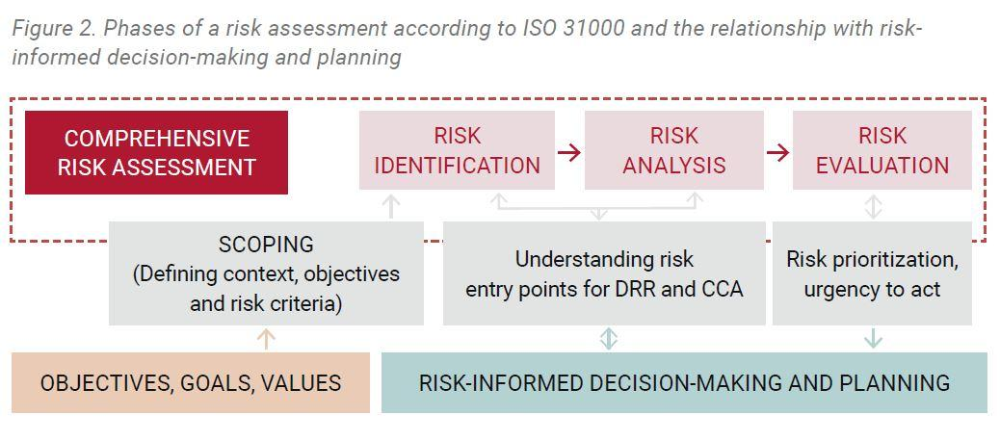 Figure 2. Phases of a risk assessment according to ISO 31000 and the relationship with risk-
informed decision-making and planning
COMPREHENSIVE
RISK ASSESSMENT
RISK
IDENTIFICATION
RISK
ANALYSIS
RISK
EVALUATION
SCOPING
(Defining context, objectives
and risk criteria)
Understanding risk
entry points for DRR and CCA
Risk prioritization,
urgency to act
OBJECTIVES, GOALS, VALUES
RISK-INFORMED DECISION-MAKING AND PLANNING